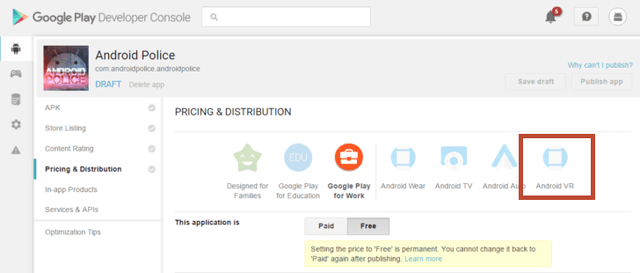 Google Play Developer Console
6
Android Police
com.androidpolice.androidpolice
DRAFT Delete app
Why can't I publish?
Save draft
Publish app
ANDROID
POLICE
APK
Store Listing
Content Rating
Pricing & Distribution
In-app Products
Services & APIs
Optimization Tips
PRICING & DISTRIBUTION
EDU
Designed for
Families
Google Play
for Education
Google Play
for Work
Android Wear
Android TV
Android Auto
Android VR
This application is
Paid
Free
Setting the price to 'Free' is permanent. You cannot change it back to
'Paid' again after publishing. Learn more